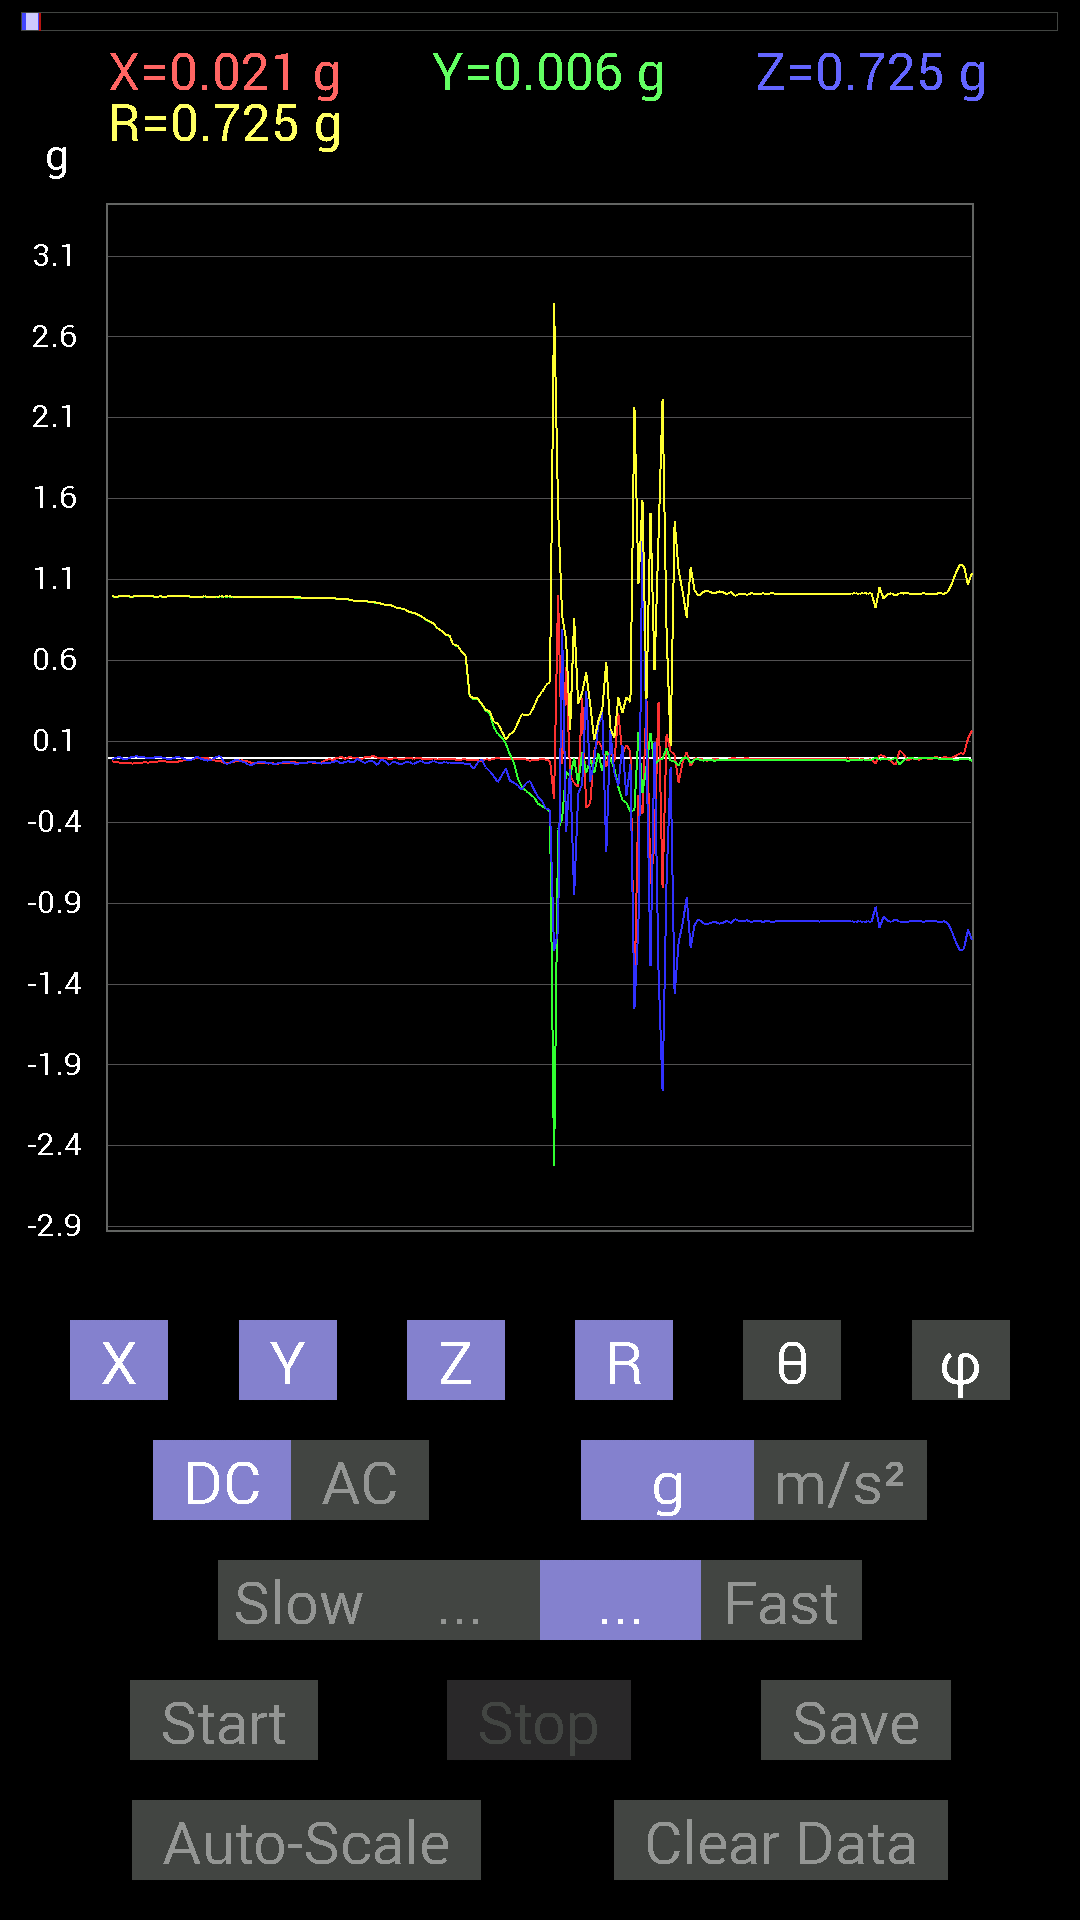 X=0.021 g Y=0.006 g Z=0.725 g
R=0.725 g
g
3.1
2.6
2.1
1.6
1.1
0.6
0.1
-0.4
-0.9
-1.4
-1.9
-2.4
-2.9
X Y Z R θ φ
DC AC g m/s²
Slow ... ... Fast
Start Stop Save
Auto-Scale Clear Data